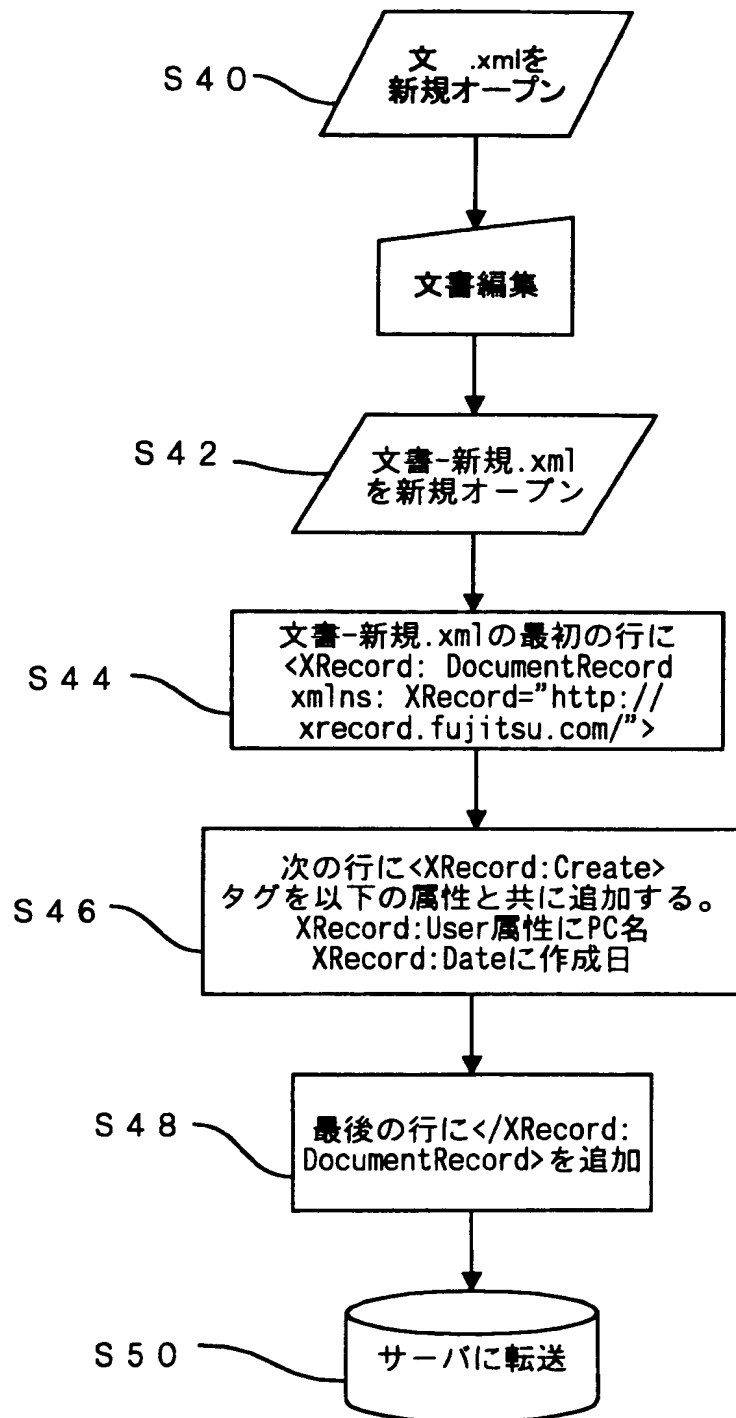 S40
文 .xmlを
新規オープン
文書編集
S42
文書-新規.xml
を新規オープン
S44
文書-新規.xmlの最初の行に
<XRecord: DocumentRecord
xmlns: XRecord=”http://
xrecord.fujitsu.com/”>
S46
次の行に<XRecord:Create>
タグを以下の属性と共に追加する。
XRecord:User属性にPC名
XRecord:Dateに作成日
S48
最後の行に</XRecord:
DocumentRecord>を追加
S50
サーバに転送